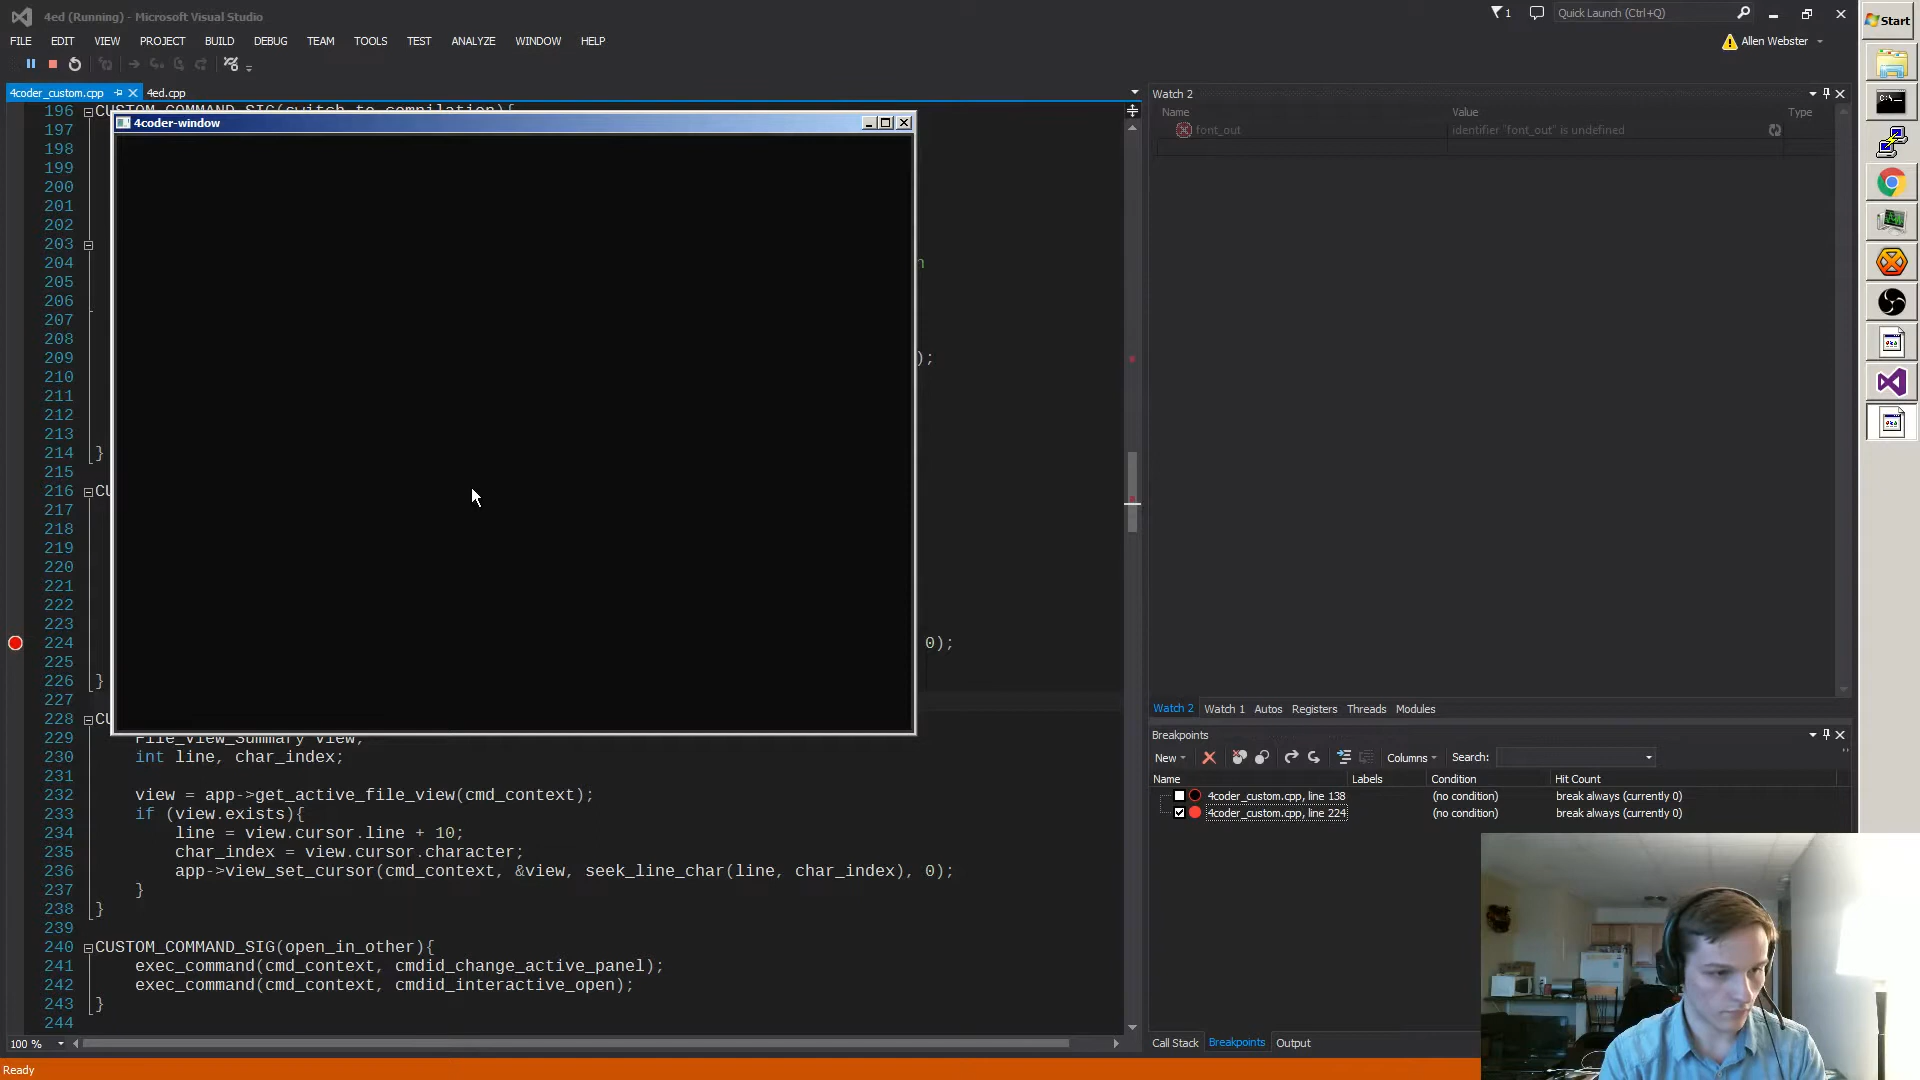 4ed (Running) - Microsoft Visual Studio
1
Quick Launch (Ctrl+Q)
Start
FILE EDIT VIEW PROJECT BUILD DEBUG TEAM TOOLS TEST ANALYZE WINDOW HELP
Allen Webster
4coder_custom.cpp 4ed.cpp
Watch 2
196 CUSTOM_COMMAND_SIG(switch_to_compilation){
4coder-window
Name Value Type
font_out identifier "font_out" is undefined
197
198
199
200
201
202
203
204 n
205
206
207
208
209 );
210
211
212
213
214 }
215
216 CU
217
218
219
220
221
222
223
224 0);
225
226 }
227
228 CU
229 File_View_Summary view;
230 int line, char_index;
231
232 view = app->get_active_file_view(cmd_context);
233 if (view.exists){
234 line = view.cursor.line + 10;
235 char_index = view.cursor.character;
236 app->view_set_cursor(cmd_context, &view, seek_line_char(line, char_index), 0);
237 }
238 }
239
240 CUSTOM_COMMAND_SIG(open_in_other){
241 exec_command(cmd_context, cmdid_change_active_panel);
242 exec_command(cmd_context, cmdid_interactive_open);
243 }
244
100 %
Ready
Watch 2 Watch 1 Autos Registers Threads Modules
Breakpoints
New Columns Search:
Name Labels Condition Hit Count
4coder_custom.cpp, line 138 (no condition) break always (currently 0)
4coder_custom.cpp, line 224 (no condition) break always (currently 0)
Call Stack Breakpoints Output